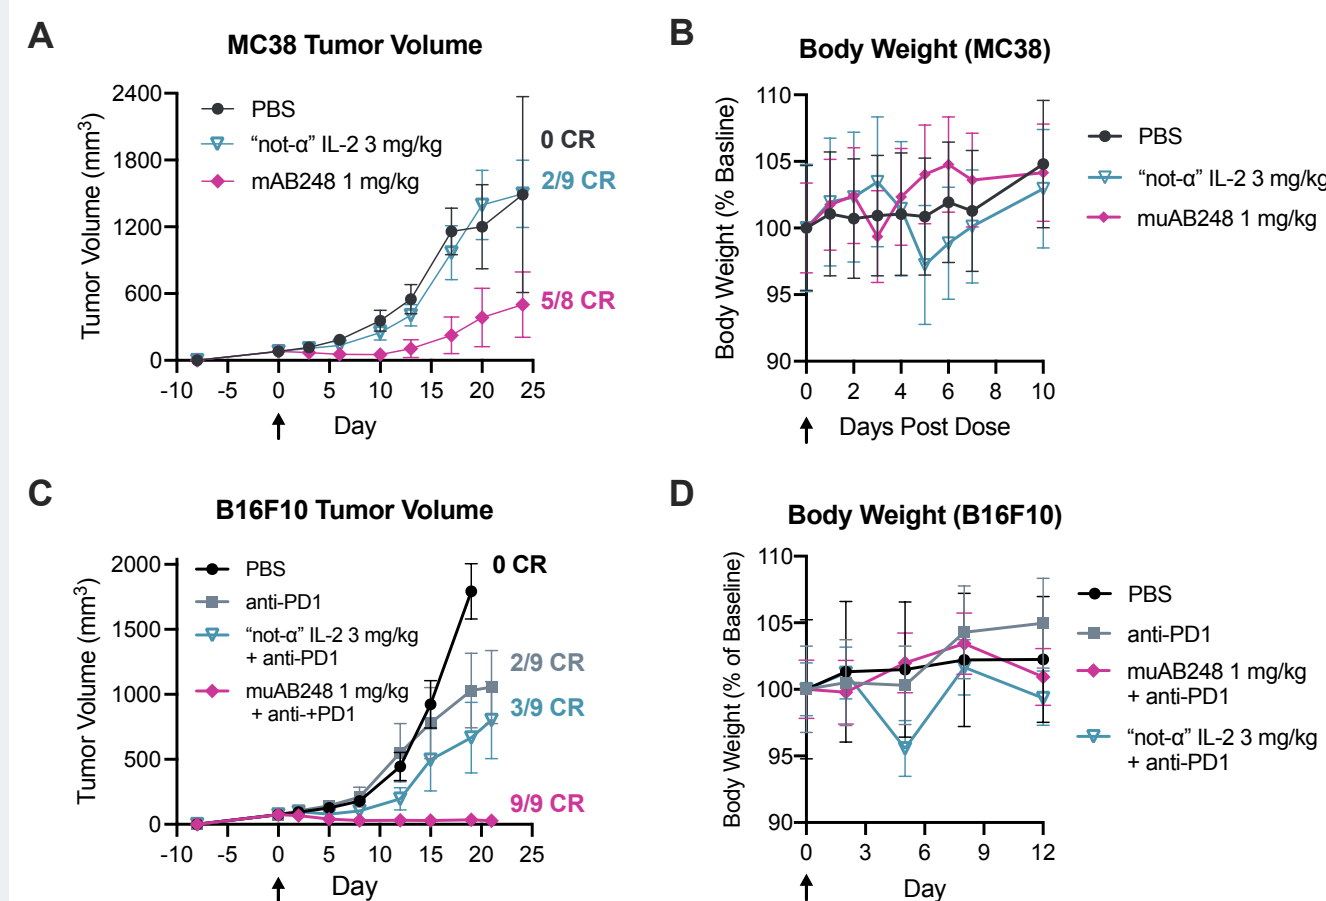 A
MC38 Tumor Volume
Tumor Volume (mm3)
2400
1800
1200
600
0
-10 -5 0 5 10 15 20 25
Day
PBS
“not-α” IL-2 3 mg/kg
mAB248 1 mg/kg
0 CR
2/9 CR
5/8 CR
B
Body Weight (MC38)
Body Weight (% Basline)
110
105
100
95
90
0 2 4 6 8 10
Days Post Dose
PBS
“not-α” IL-2 3 mg/kg
muAB248 1 mg/kg
C
B16F10 Tumor Volume
Tumor Volume (mm3)
2000
1500
1000
500
0
-10 -5 0 5 10 15 20 25
Day
PBS
anti-PD1
“not-α” IL-2 3 mg/kg
+ anti-PD1
muAB248 1 mg/kg
+ anti-+PD1
0 CR
2/9 CR
3/9 CR
9/9 CR
D
Body Weight (B16F10)
Body Weight (% of Baseline)
110
105
100
95
90
0 3 6 9 12
Day
PBS
anti-PD1
muAB248 1 mg/kg
+ anti-PD1
“not-α” IL-2 3 mg/kg
+ anti-PD1